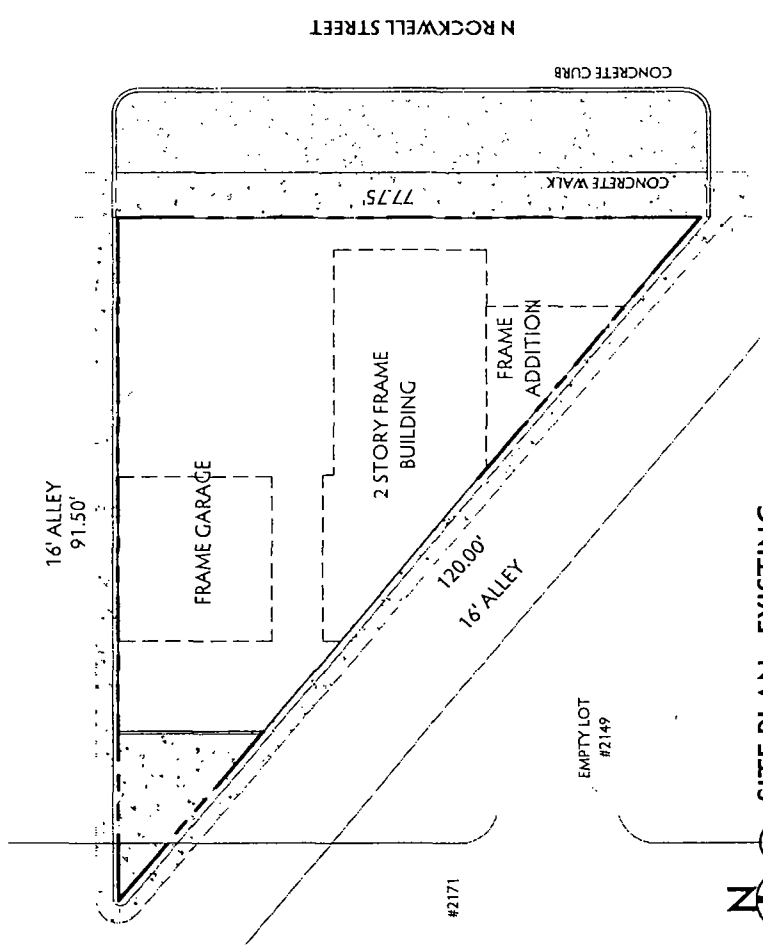 N ROCKWELL STREET
CONCRETE CURB
CONCRETE WALK
77.75'
16' ALLEY
91.50'
FRAME GARAGE
2 STORY FRAME
BUILDING
FRAME
ADDITION
120.00'
16' ALLEY
EMPTY LOT
#2149
#2171
N
SITE PLAN - EXISTING